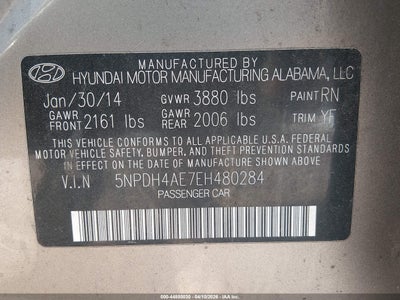 MANUFACTURED BY
HYUNDAI MOTOR MANUFACTURING ALABAMA, LLC
Jan/30/14 GVWR 3880 lbs PAINT RN
GAWR FRONT 2161 lbs GAWR REAR 2006 lbs TRIM YF
THIS VEHICLE CONFORMS TO ALL APPLICABLE U.S.A. FEDERAL
MOTOR VEHICLE SAFETY, BUMPER, AND THEFT PREVENTION STANDARDS
IN EFFECT ON THE DATE OF MANUFACTURE SHOWN ABOVE.
V.I.N 5NPDH4AE7EH480284
PASSENGER CAR